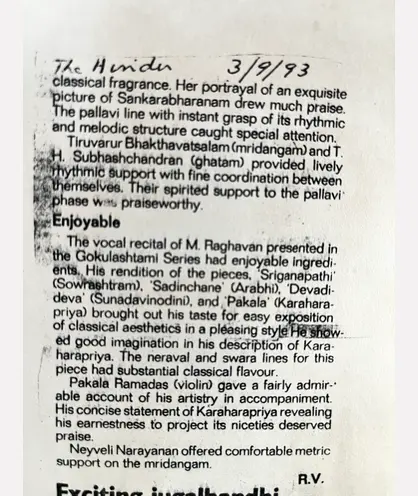 The Hindu 3/9/93
classical fragrance. Her portrayal of an exquisite
picture of Sankarabharanam drew much praise.
The pallavi line with instant grasp of its rhythmic
and melodic structure caught special attention.
Tiruvarur Bhakthavatsalam (mridangam) and T.
H. Subhashchandran (ghatam) provided lively
rhythmic support with fine coordination between
themselves. Their spirited support to the pallavi
phase was praiseworthy.
Enjoyable
The vocal recital of M. Raghavan presented in
the Gokulashtami Series had enjoyable ingredi-
ents. His rendition of the pieces, 'Sriganapathi'
(Sowrashtram), 'Sadinchane' (Arabhi), 'Devadi-
deva' (Sunadavinodini), and 'Pakala' (Karahara-
priya) brought out his taste for easy exposition
of classical aesthetics in a pleasing style He show-
ed good imagination in his description of Kara-
harapriya. The neraval and swara lines for this
piece had substantial classical flavour.
Pakala Ramadas (violin) gave a fairly admir-
able account of his artistry in accompaniment.
His concise statement of Karaharapriya revealing
his earnestness to project its niceties deserved
praise.
Neyveli Narayanan offered comfortable metric
support on the mridangam.
R.V.
Exciting jugalbandhi